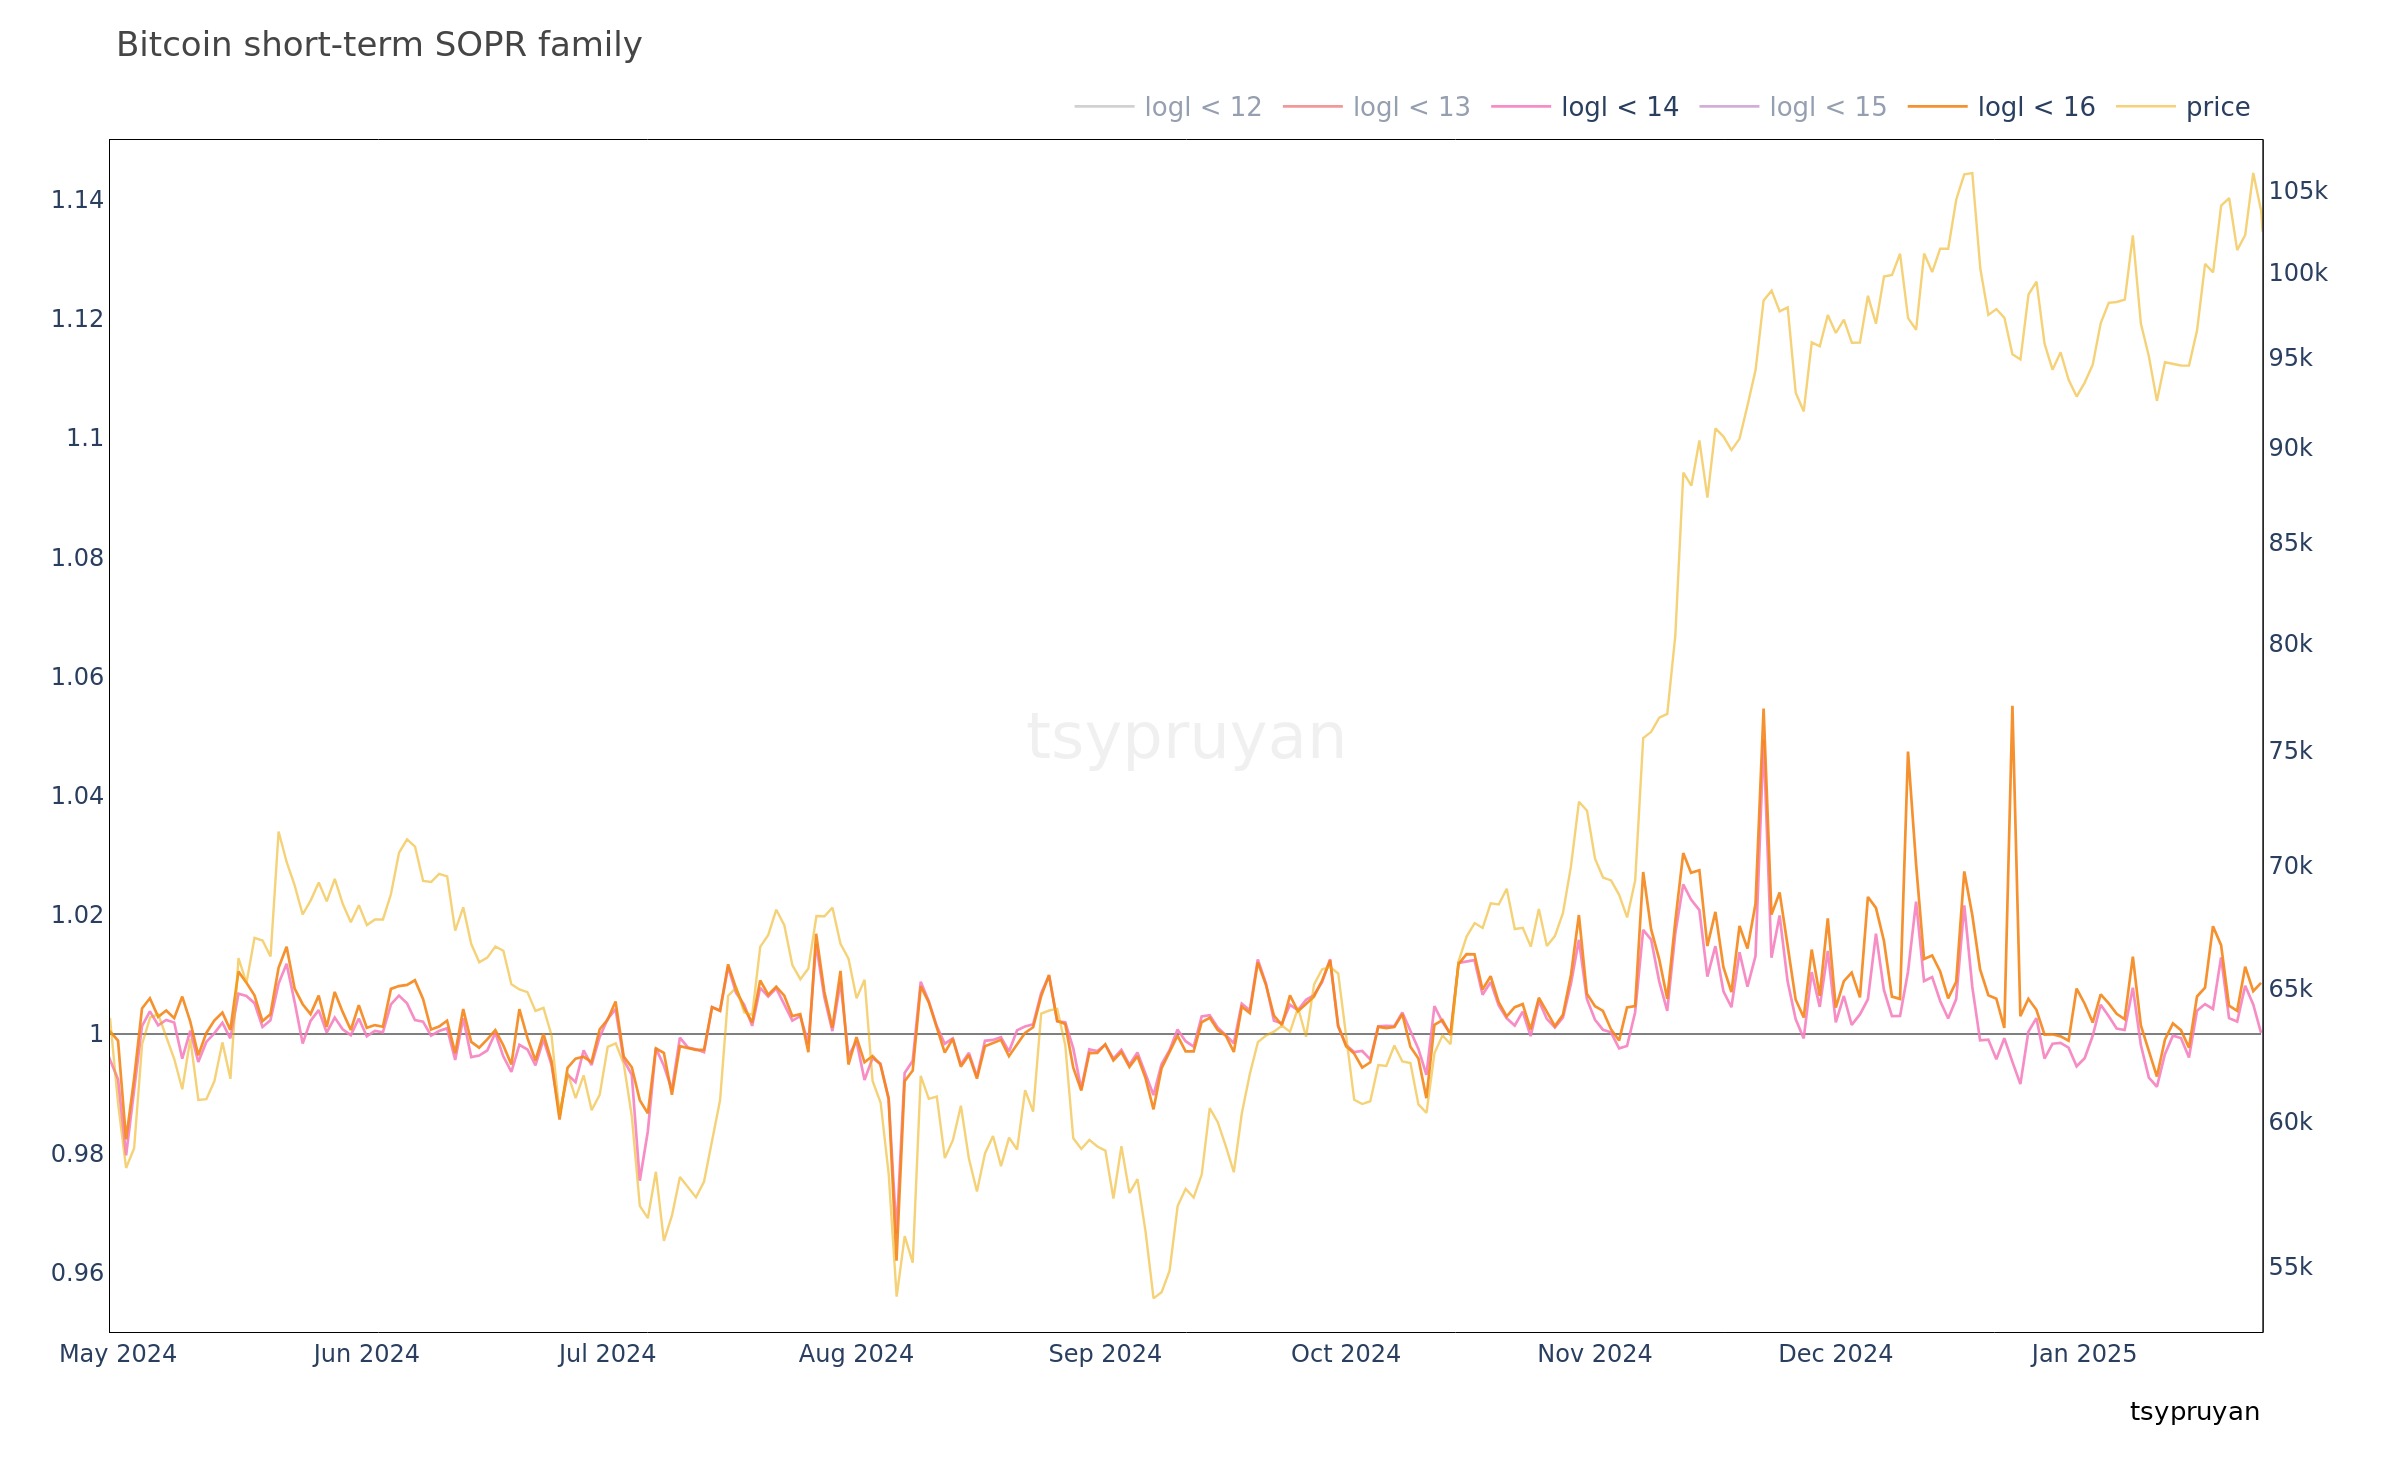 Bitcoin short-term SOPR family
logl < 12 logl < 13 logl < 14 logl < 15 logl < 16 price
1.14
1.12
1.1
1.08
1.06
1.04
1.02
1
0.98
0.96
105k
100k
95k
90k
85k
80k
75k
70k
65k
60k
55k
tsypruyan
May 2024 Jun 2024 Jul 2024 Aug 2024 Sep 2024 Oct 2024 Nov 2024 Dec 2024 Jan 2025
tsypruyan